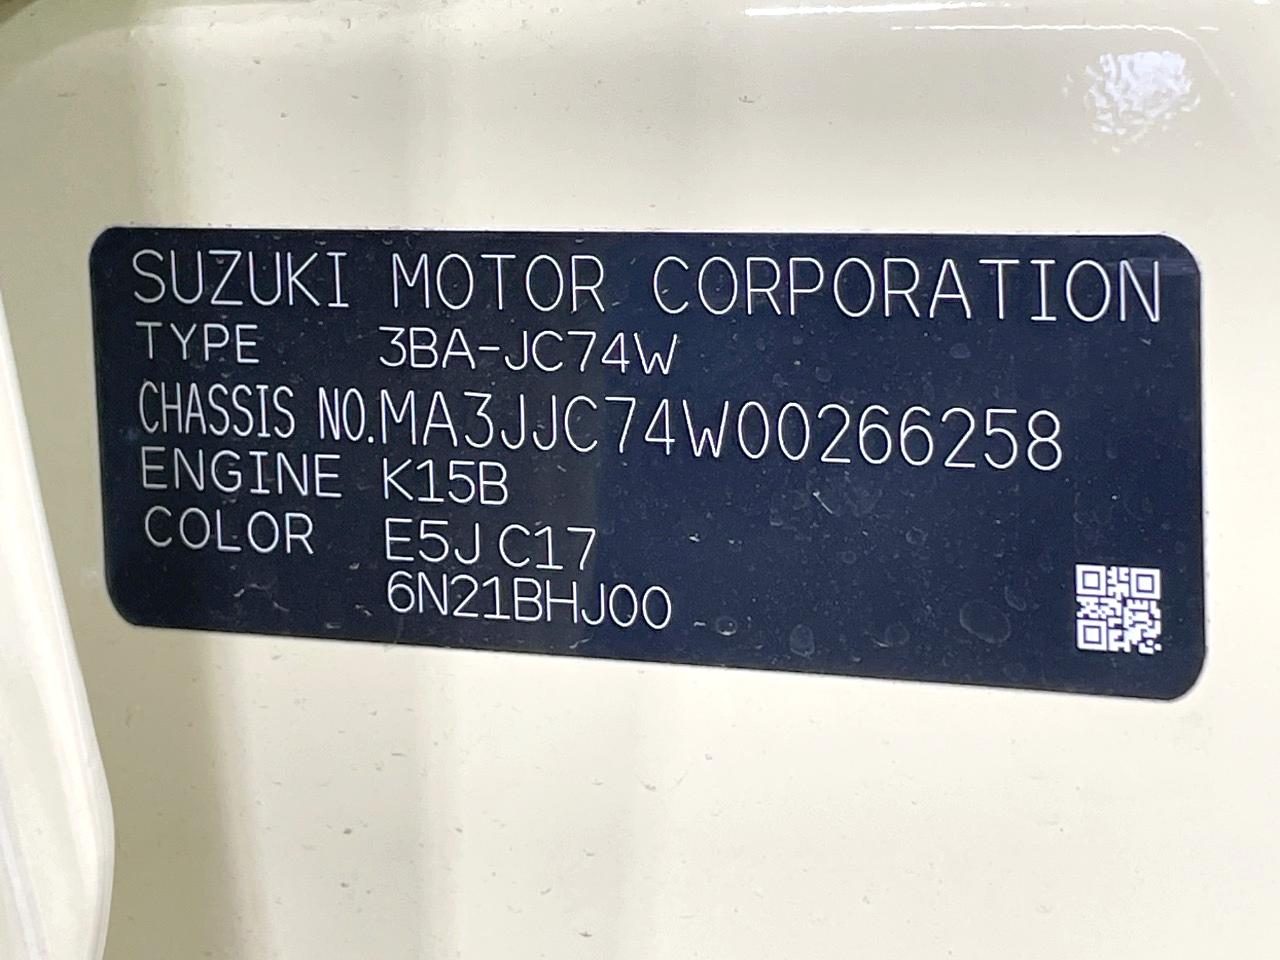 SUZUKI MOTOR CORPORATION
TYPE 3BA-JC74W
CHASSIS NO. MA3JJC74W00266258
ENGINE K15B
COLOR E5J C17
6N21BHJ00